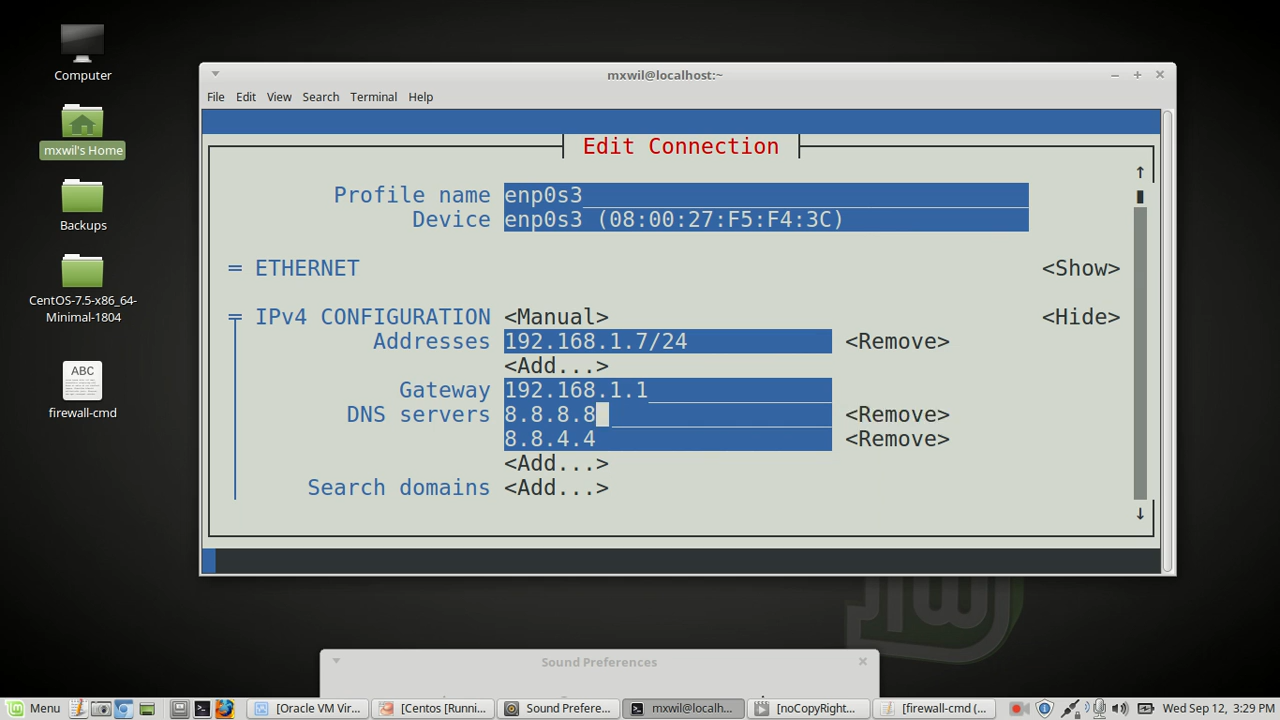 Computer
mxwil's Home
Backups
CentOS-7.5-x86_64-
Minimal-1804
ABC
firewall-cmd
mxwil@localhost:~
File Edit View Search Terminal Help
Edit Connection
Profile name enp0s3
Device enp0s3 (08:00:27:F5:F4:3C)
= ETHERNET <Show>
= IPv4 CONFIGURATION <Manual> <Hide>
Addresses 192.168.1.7/24 <Remove>
<Add...>
Gateway 192.168.1.1
DNS servers 8.8.8.8 <Remove>
8.8.4.4 <Remove>
<Add...>
Search domains <Add...>
Sound Preferences
Menu [Oracle VM Vir... [Centos [Runni... Sound Prefere... mxwil@localh... [noCopyRight... [firewall-cmd (... Wed Sep 12, 3:29 PM